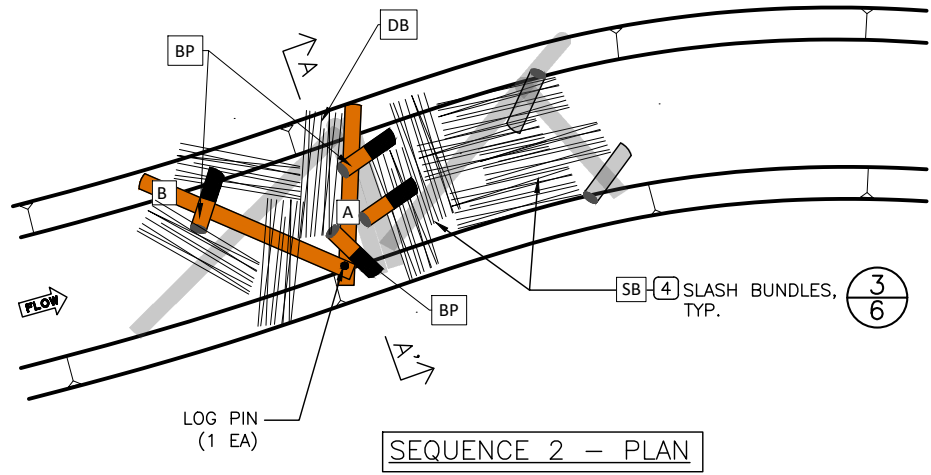 DB
BP
A
B
A
FLOW
SB 4 SLASH BUNDLES,
TYP.
3
6
BP
A'
LOG PIN
(1 EA)
SEQUENCE 2 - PLAN